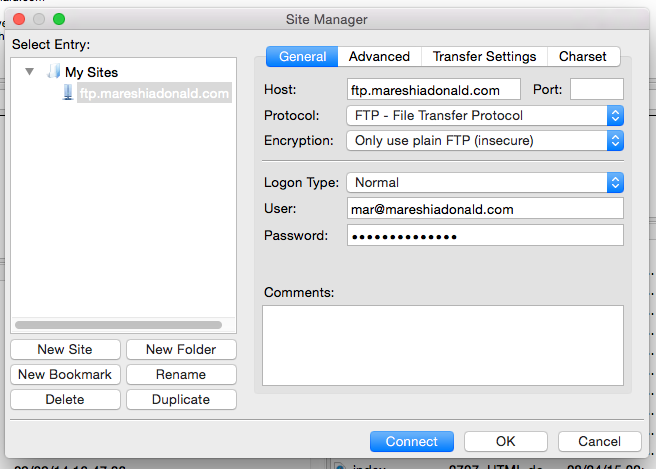 Site Manager
Select Entry:
My Sites
ftp.mareshiadonald.com
General Advanced Transfer Settings Charset
Host: ftp.mareshiadonald.com Port:
Protocol: FTP - File Transfer Protocol
Encryption: Only use plain FTP (insecure)
Logon Type: Normal
User: mar@mareshiadonald.com
Password: ••••••••••••••
Comments:
New Site New Folder
New Bookmark Rename
Delete Duplicate
Connect OK Cancel